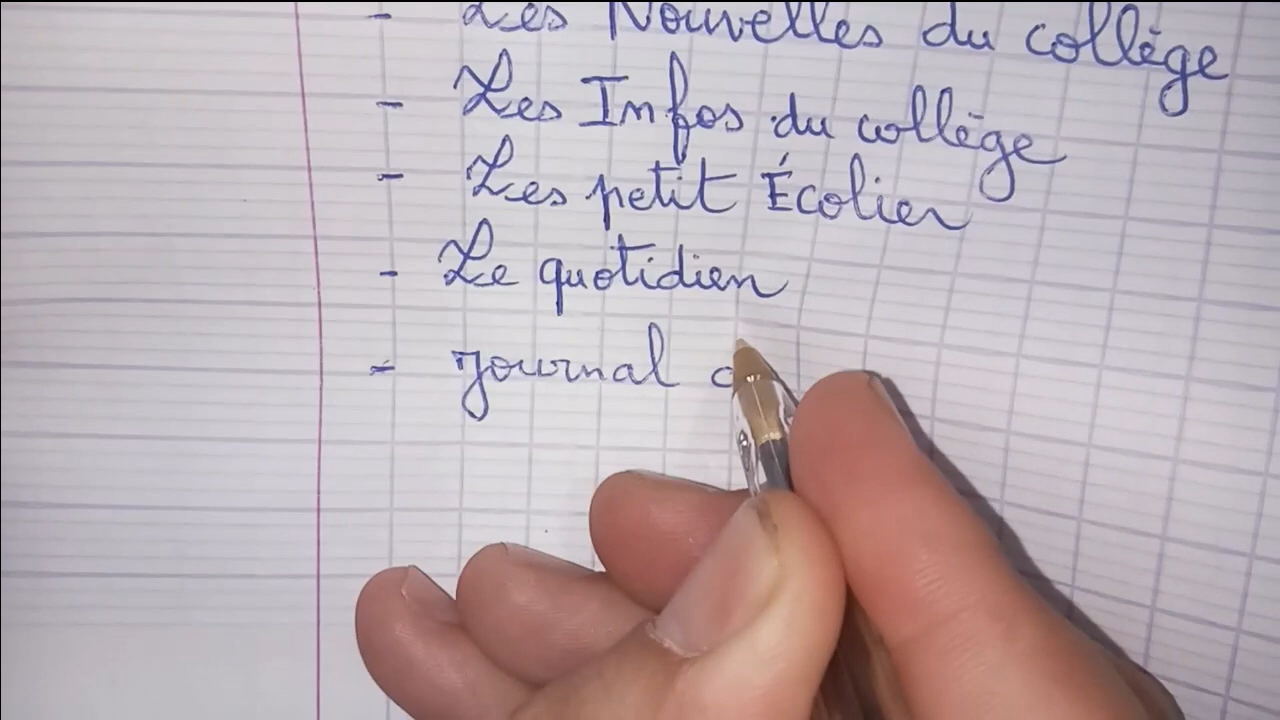 - Les Nouvelles du collège
- Les Infos du collège
- Les petit Écolier
- Le quotidien
- Journal